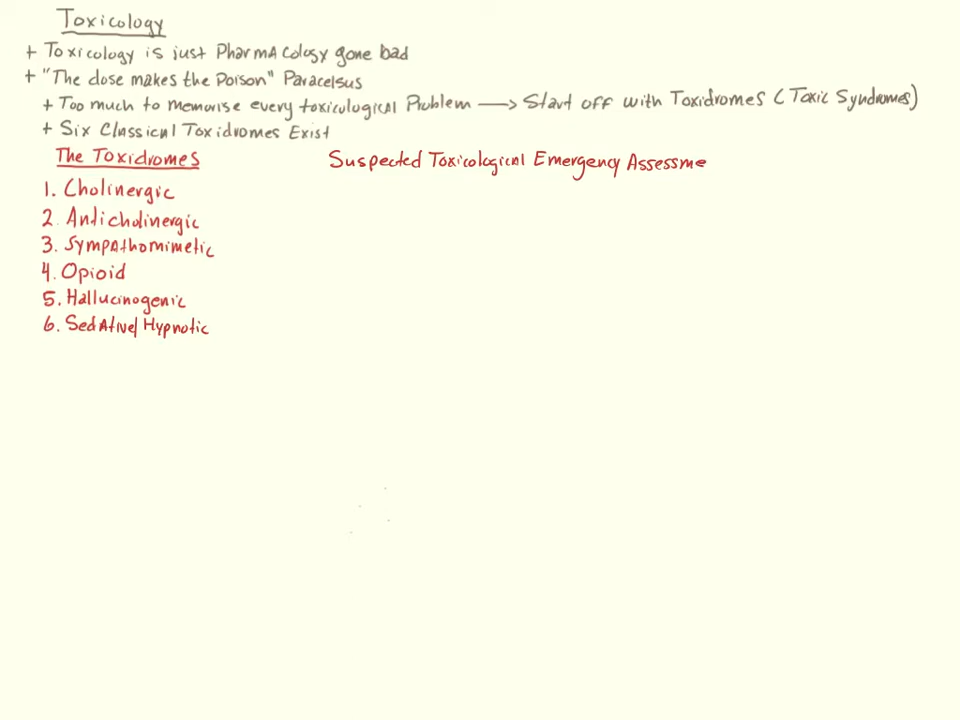 Toxicology
+ Toxicology is just Pharmacology gone bad
+ "The dose makes the Poison" Paracelsus
+ Too much to memorise every toxicological Problem → Start off with Toxidromes (Toxic Syndromes)
+ Six Classical Toxidromes Exist
The Toxidromes
Suspected Toxicological Emergency Assessme
1. Cholinergic
2. Anticholinergic
3. Sympathomimetic
4. Opioid
5. Hallucinogenic
6. Sedative/Hypnotic